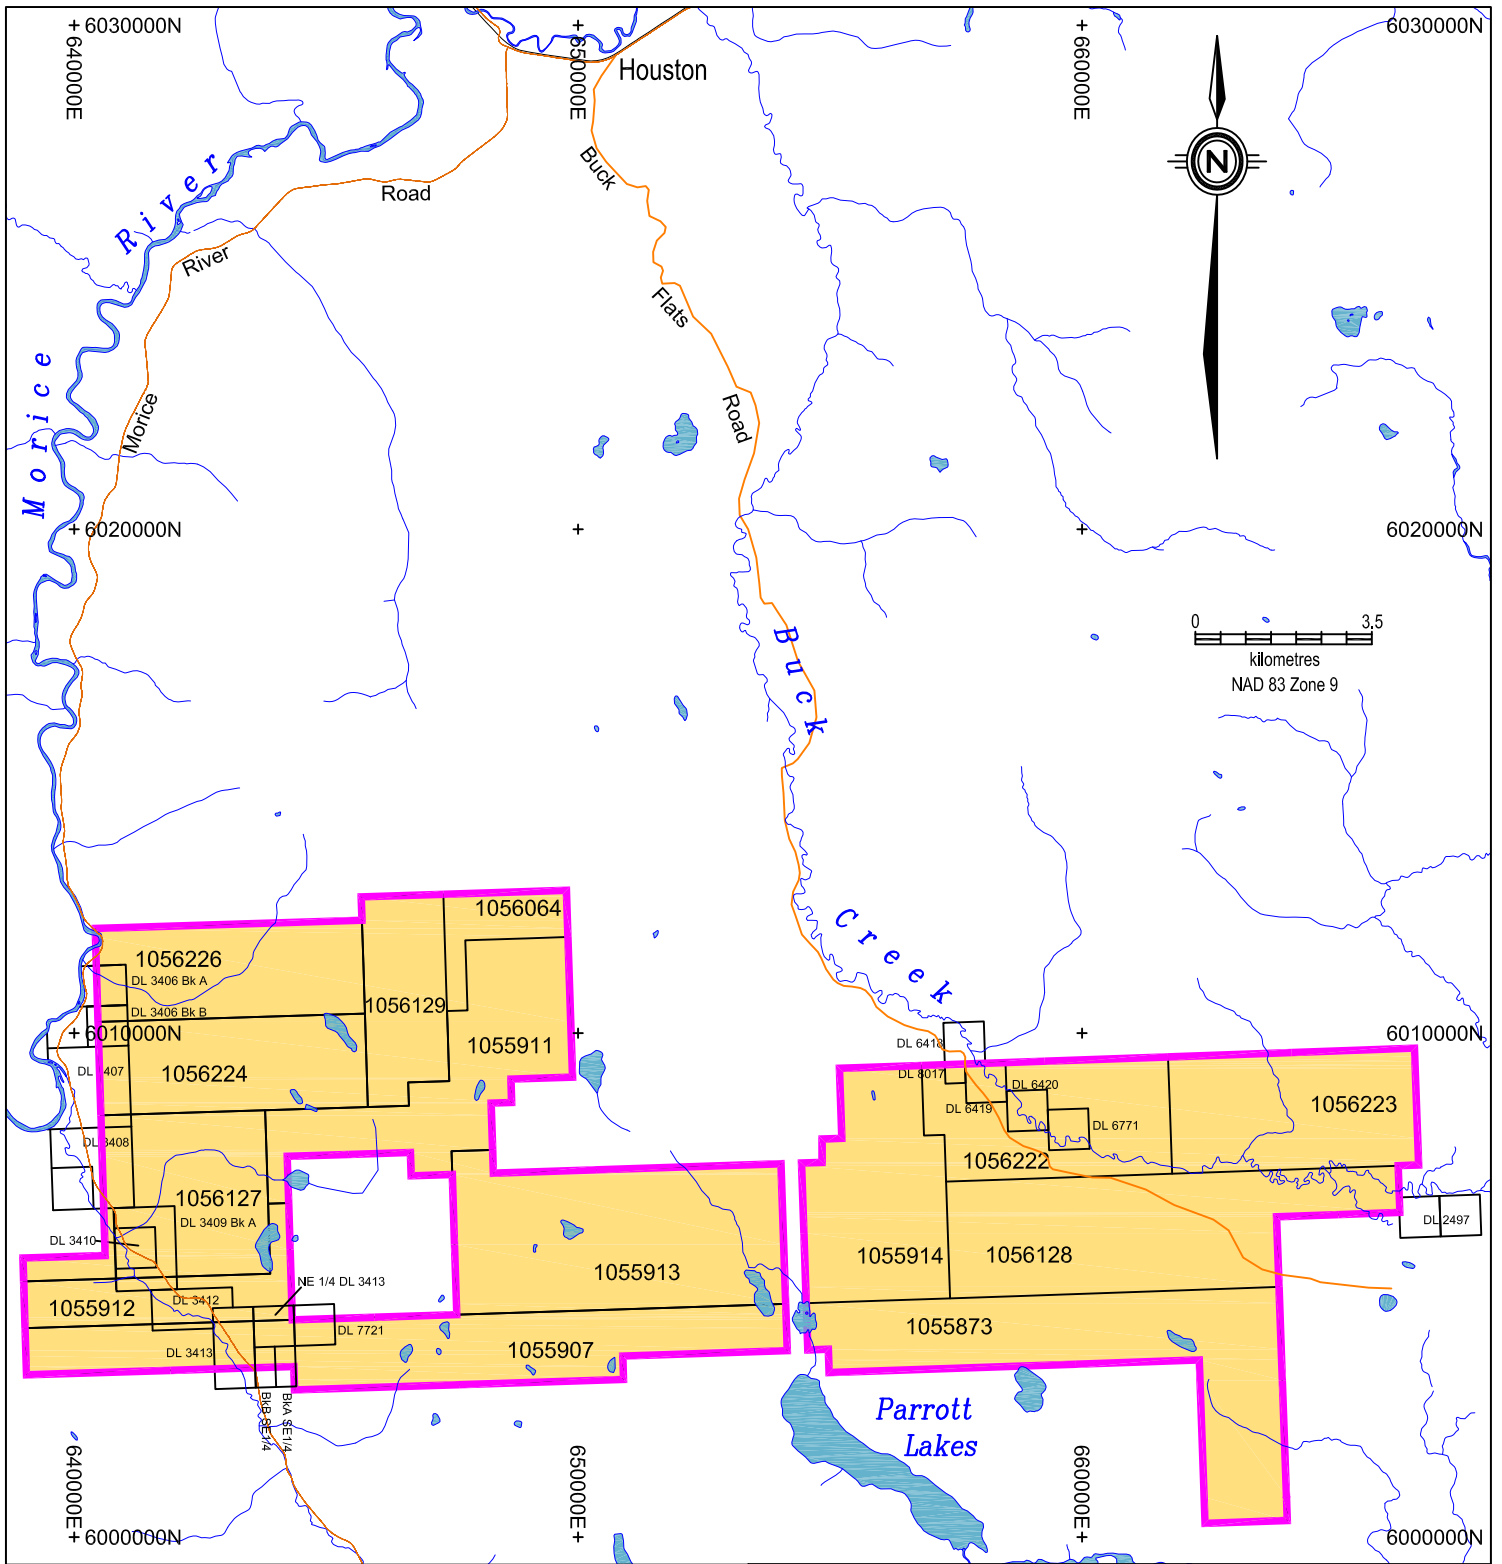 6030000N
6030000N
640000E
650000E
660000E
Houston
N
River
Road
Buck
River
Flats
Morice
Morice
Road
6020000N
6020000N
0 3.5
kilometres
NAD 83 Zone 9
Buck
Creek
1056064
1056226
DL 3406 Bk A
1056129
DL 3406 Bk B
6010000N
6010000N
1055911
DL 6418
DL 3407
1056224
DL 8017
DL 6420
DL 6419
1056223
DL 6771
DL 3408
1056222
1056127
DL 3409 Bk A
DL 3410
DL 2497
1055914
1056128
1055913
NE 1/4 DL 3413
1055912
DL 3412
1055873
DL 7721
DL 3413
1055907
BkB SE1/4
BkA SE1/4
Parrott
Lakes
640000E
650000E
660000E
6000000N
6000000N